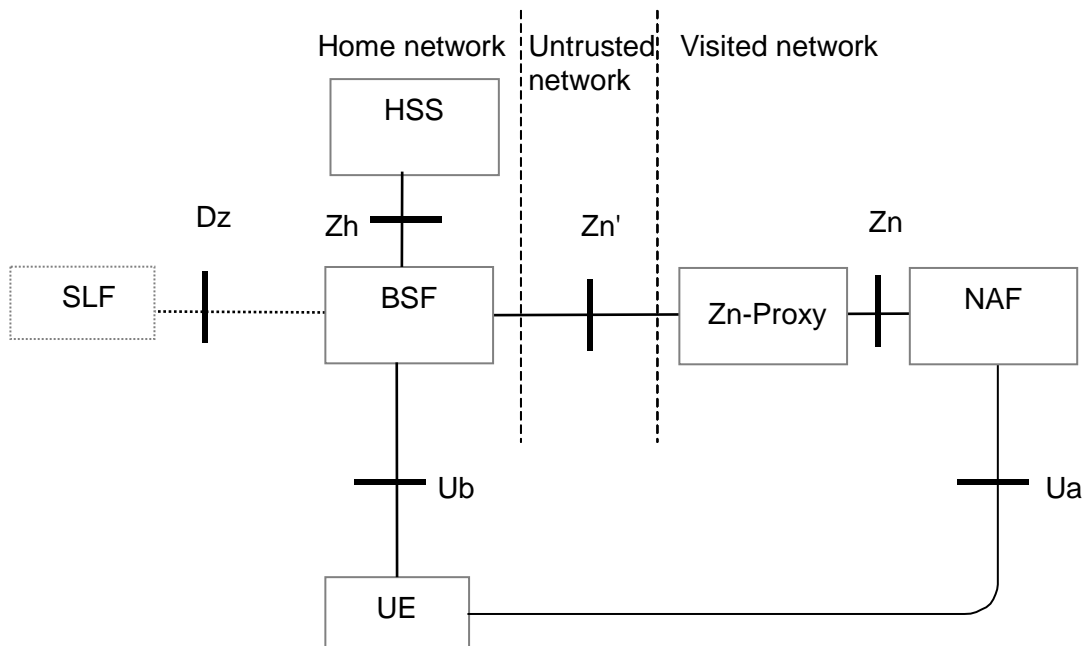 Home network
Untrusted
network
Visited network
HSS
Dz
Zh
Zn'
Zn
SLF
BSF
Zn-Proxy
NAF
Ub
Ua
UE